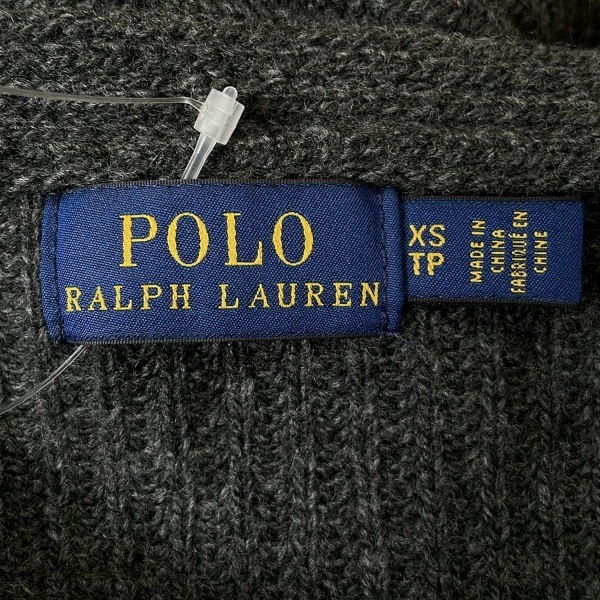 POLO
RALPH LAUREN
XS
TP
MADE IN
CHINA
FABRIQUÉ EN
CHINE